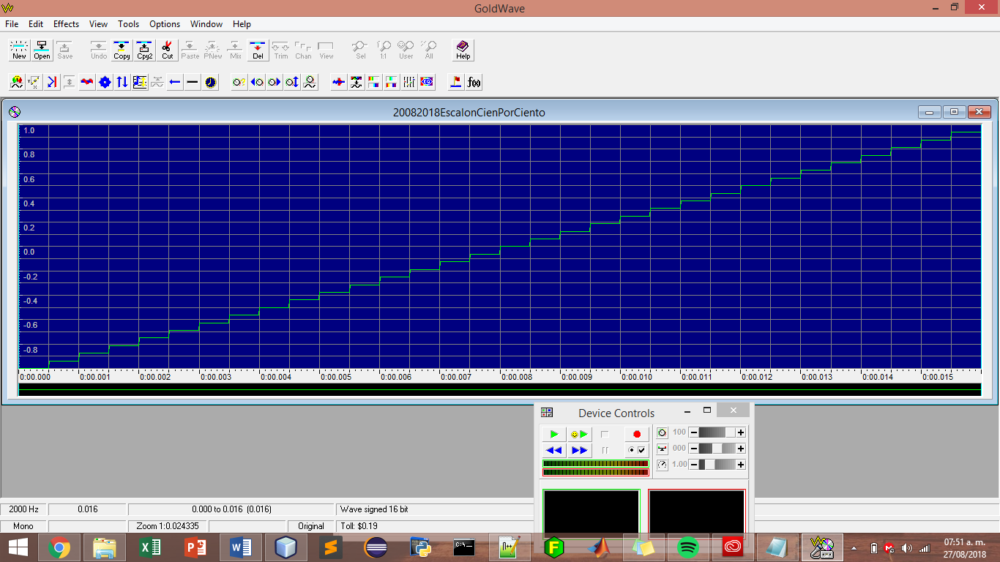 GoldWave
File Edit Effects View Tools Options Window Help
New Open Save Undo Copy Cpy2 Cut Paste PNew Mix Del Trim Chan View Sel 1:1 User All Help
f(x)
20082018EscalonCienPorCiento
1.0
0.8
0.6
0.4
0.2
0.0
-0.2
-0.4
-0.6
-0.8
0:00.000 0:00.001 0:00.002 0:00.003 0:00.004 0:00.005 0:00.006 0:00.007 0:00.008 0:00.009 0:00.010 0:00.011 0:00.012 0:00.013 0:00.014 0:00.015
Device Controls
100
000
1.00
2000 Hz 0.016 0.000 to 0.016 (0.016) Wave signed 16 bit
Mono Zoom 1:0.024335 Original Toll: $0.19
07:51 a. m.
27/08/2018